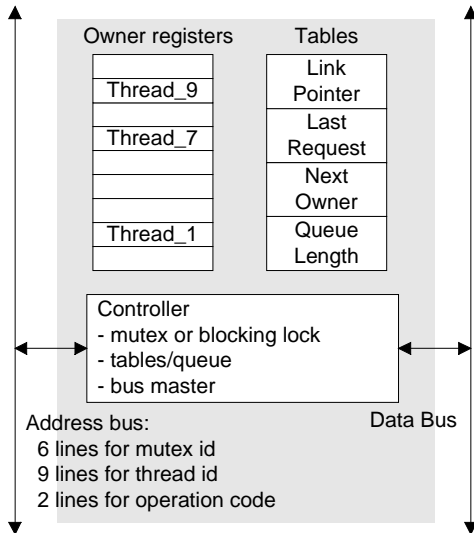 Owner registers
Thread_9
Thread_7
Thread_1
Tables
Link
Pointer
Last
Request
Next
Owner
Queue
Length
Controller
- mutex or blocking lock
- tables/queue
- bus master
Address bus:
6 lines for mutex id
9 lines for thread id
2 lines for operation code
Data Bus